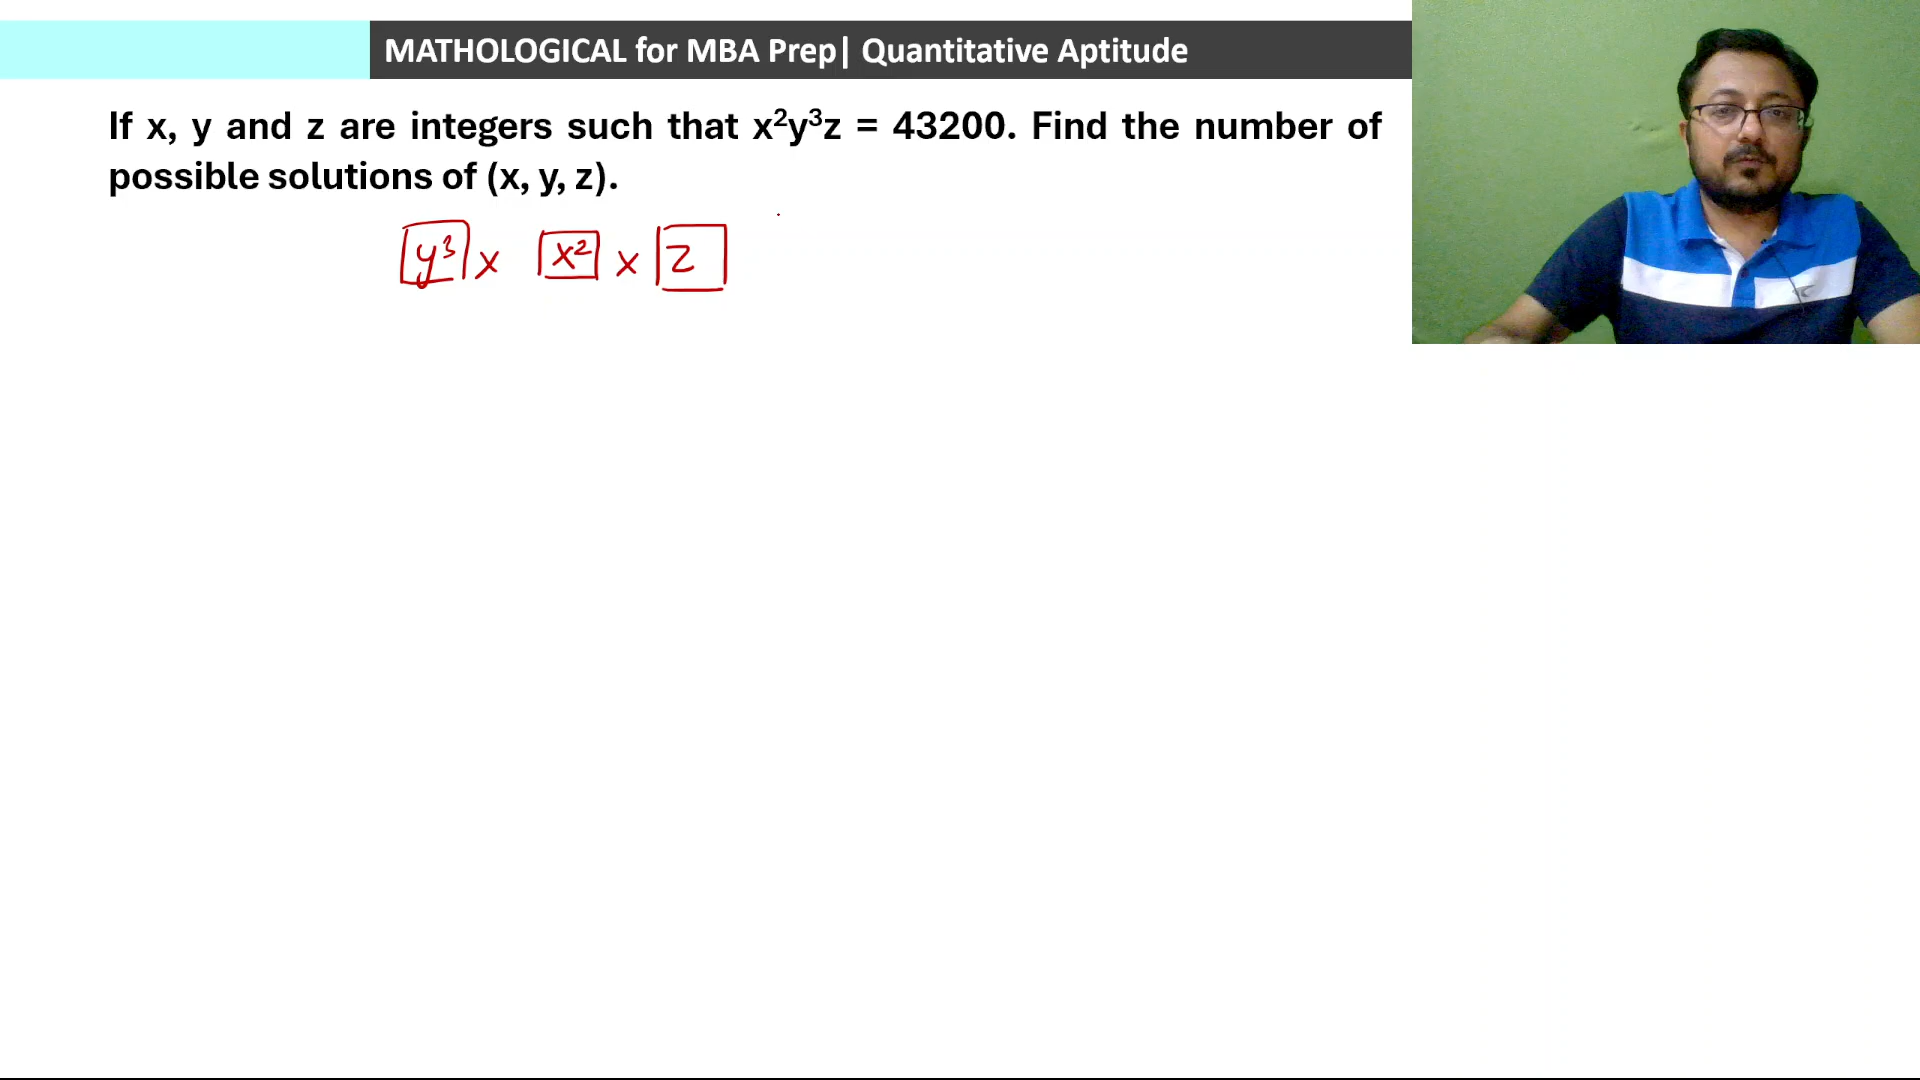 MATHOLOGICAL for MBA Prep| Quantitative Aptitude
If x, y and z are integers such that x²y³z = 43200. Find the number of
possible solutions of (x, y, z).
y³ x x² x z